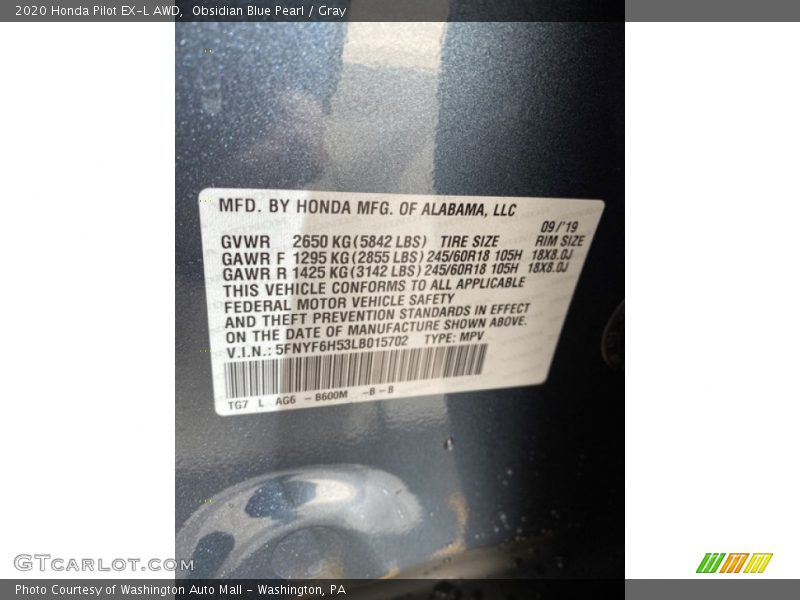 2020 Honda Pilot EX-L AWD, Obsidian Blue Pearl / Gray
MFD. BY HONDA MFG. OF ALABAMA, LLC
09/'19
GVWR 2650 KG(5842 LBS) TIRE SIZE RIM SIZE
GAWR F 1295 KG(2855 LBS) 245/60R18 105H 18X8.0J
GAWR R 1425 KG(3142 LBS) 245/60R18 105H 18X8.0J
THIS VEHICLE CONFORMS TO ALL APPLICABLE
FEDERAL MOTOR VEHICLE SAFETY
AND THEFT PREVENTION STANDARDS IN EFFECT
ON THE DATE OF MANUFACTURE SHOWN ABOVE.
V.I.N.: 5FNYF6H53LB015702 TYPE: MPV
TG7 L AG6 - B600M -B-B
GTcarlot.com
Photo Courtesy of Washington Auto Mall - Washington, PA